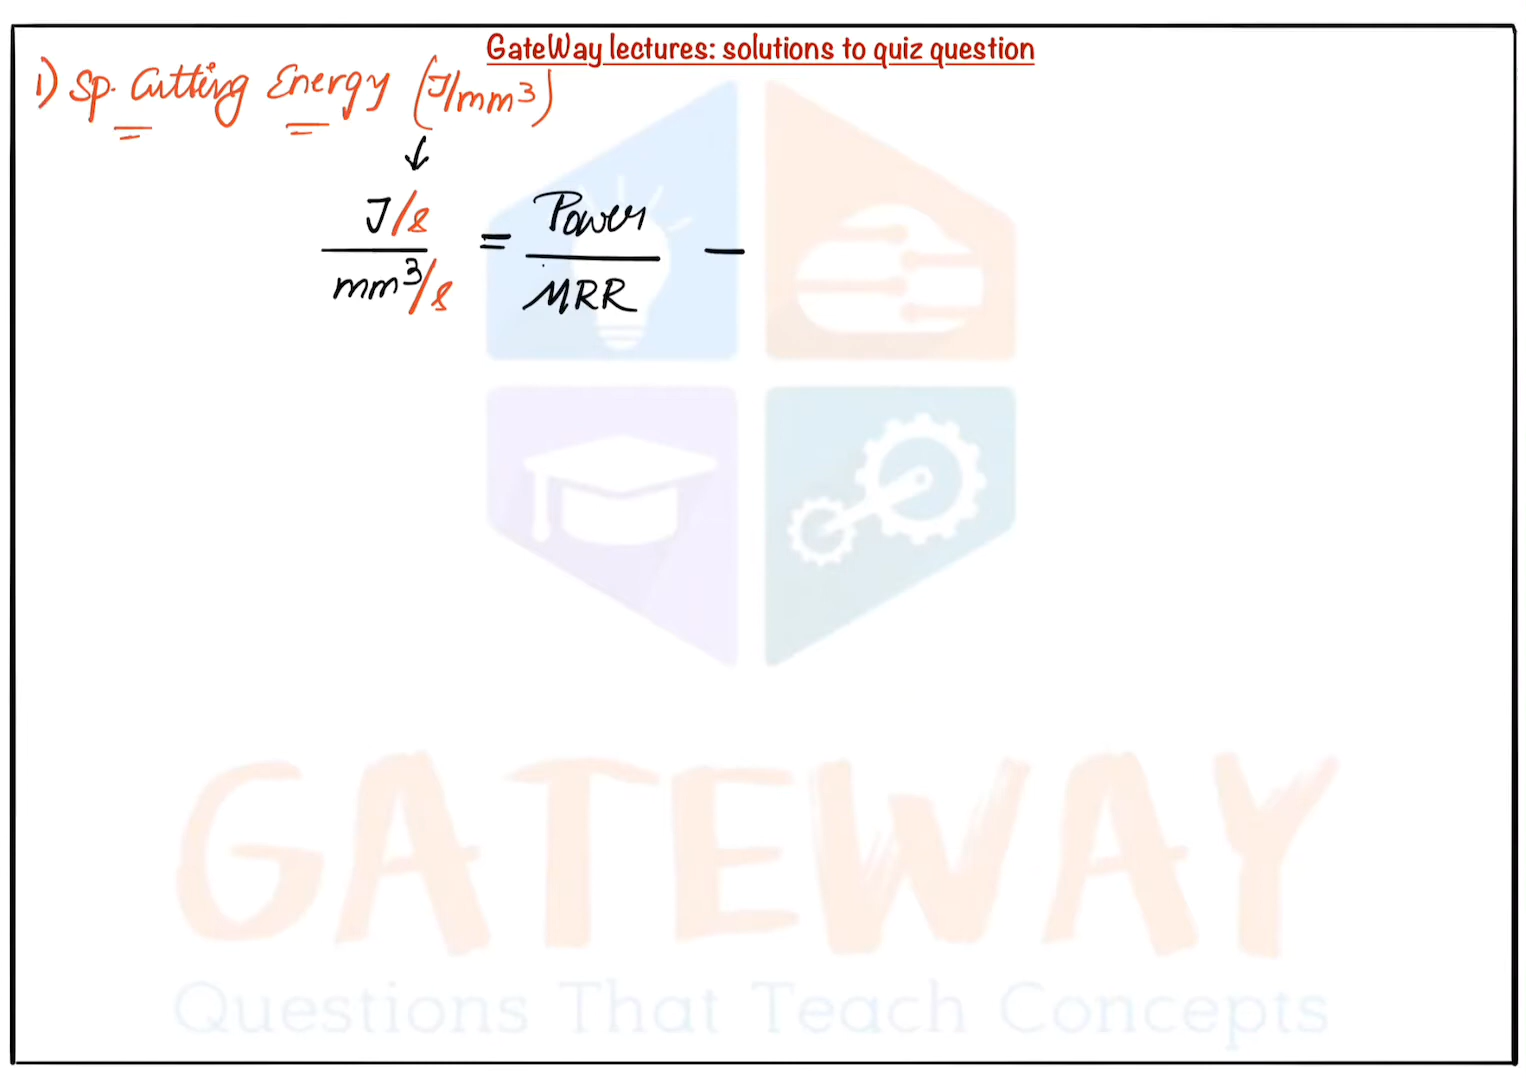 GateWay lectures: solutions to quiz question
1) Sp. Cutting Energy (J/mm³)
↓
J/s
mm³/s
=
Power
MRR
–
GATEWAY
Questions That Teach Concepts